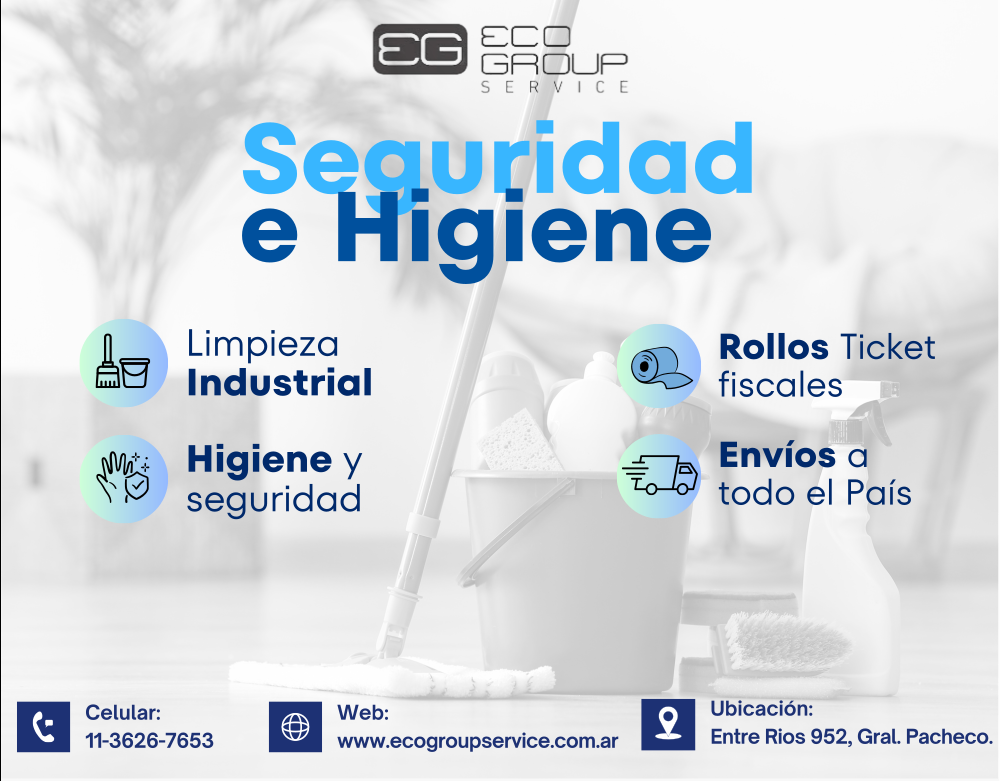 EG ECO
GROUP
SERVICE
Seguridad
e Higiene
Limpieza
Industrial
Higiene y
seguridad
Rollos Ticket
fiscales
Envíos a
todo el País
Celular:
11-3626-7653
Web:
www.ecogroupservice.com.ar
Ubicación:
Entre Rios 952, Gral. Pacheco.